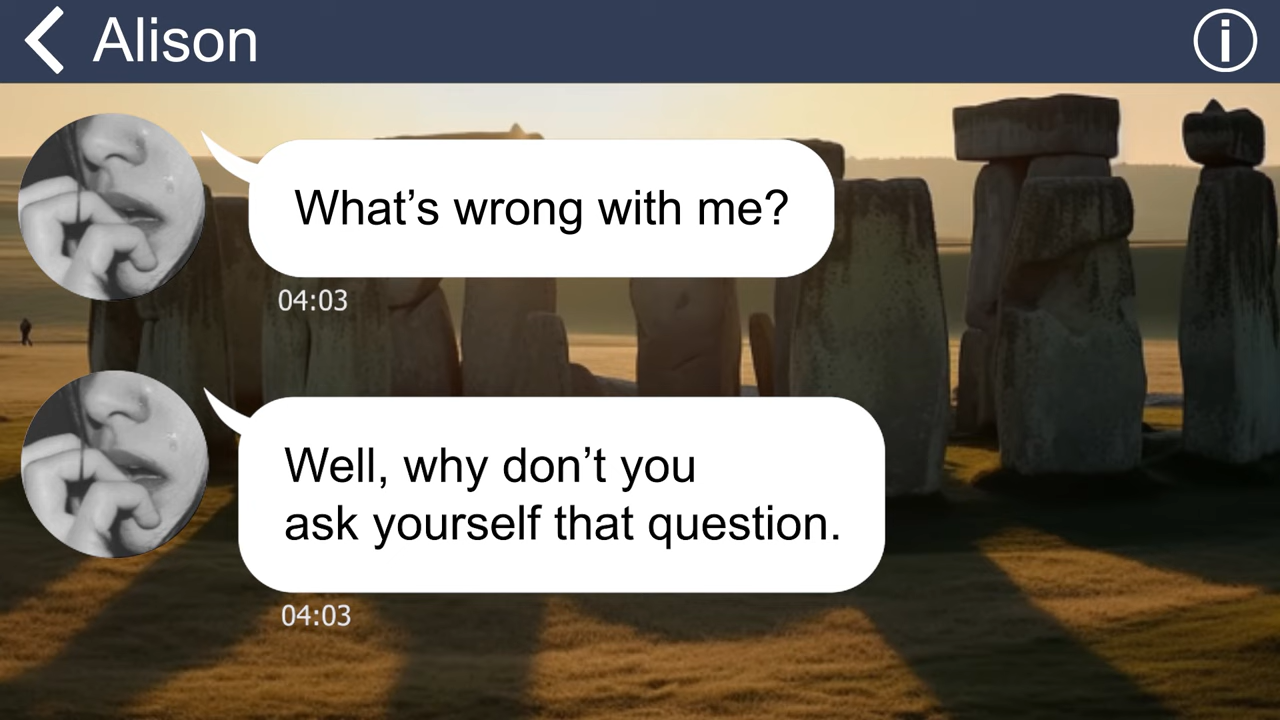 Alison
What’s wrong with me?
04:03
Well, why don’t you
ask yourself that question.
04:03